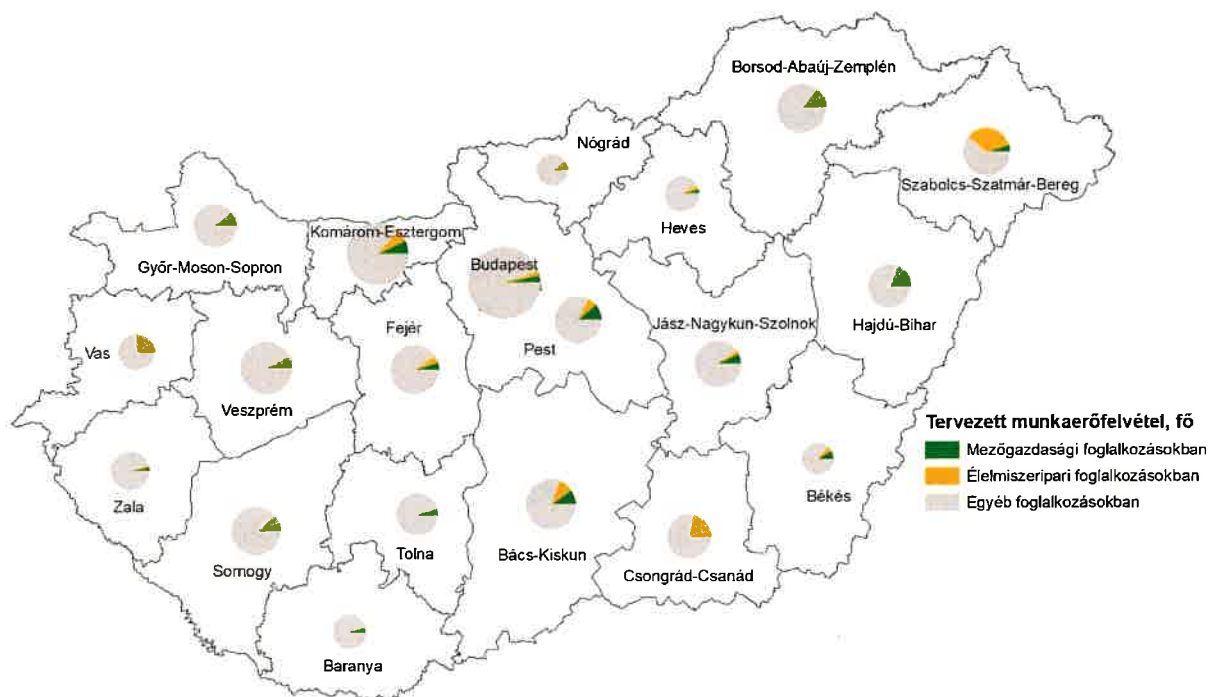 Borsod-Abaúj-Zemplén
Nógrád
Szabolcs-Szatmár-Bereg
Heves
Komárom-Esztergom
Győr-Moson-Sopron
Budapest
Pest
Jász-Nagykun-Szolnok
Hajdú-Bihar
Fejér
Vas
Veszprém
Zala
Somogy
Tolna
Bács-Kiskun
Csongrád-Csanád
Békés
Baranya
Tervezett munkaerőfelvétel, fő
Mezőgazdasági foglalkozásokban
Élelmiszeripari foglalkozásokban
Egyéb foglalkozásokban